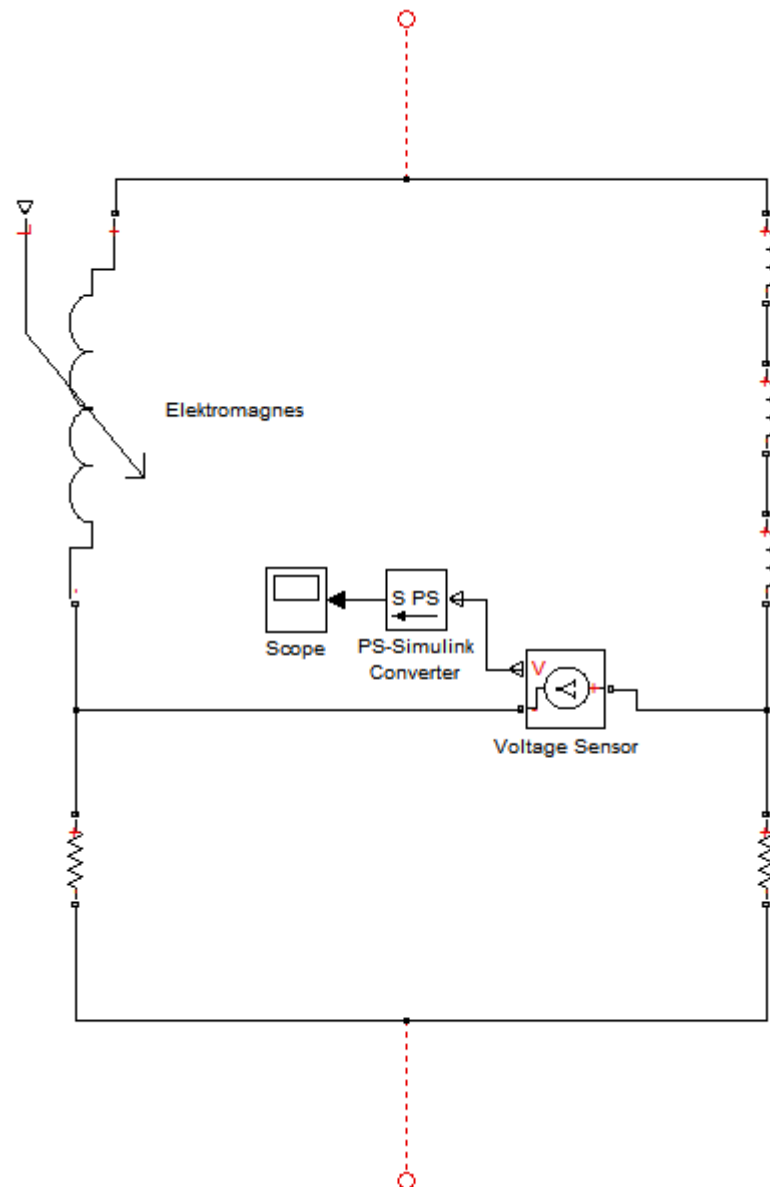 L
+
+
+
Elektromagnes
+
-
S PS
Scope
PS-Simulink
Converter
V
+
-
Voltage Sensor
+
+